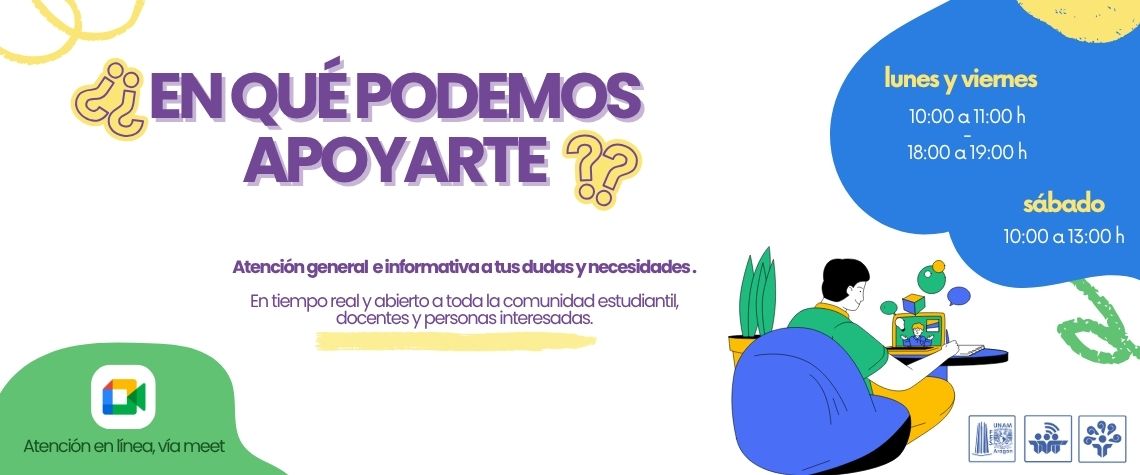 ¿¿ EN QUÉ PODEMOS
APOYARTE ??
Atención general e informativa a tus dudas y necesidades.
En tiempo real y abierto a toda la comunidad estudiantil,
docentes y personas interesadas.
lunes y viernes
10:00 a 11:00 h
-
18:00 a 19:00 h
sábado
10:00 a 13:00 h
Atención en línea, vía meet
FES
UNAM
Aragón